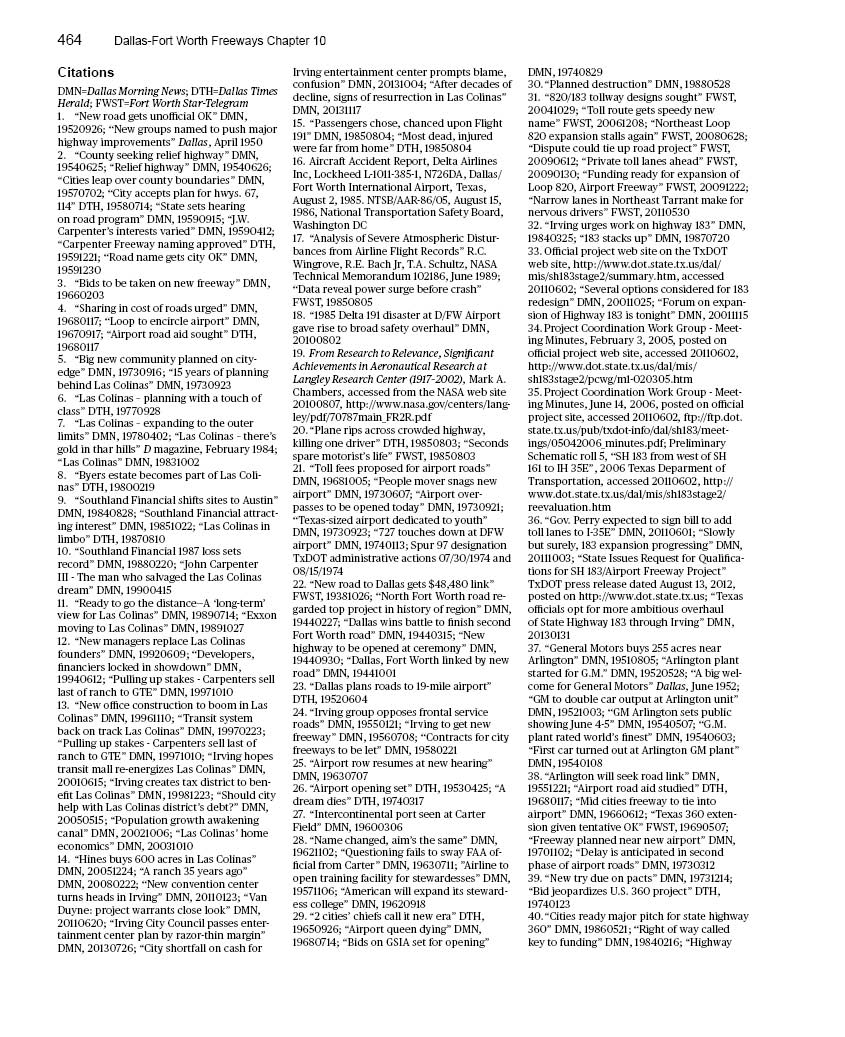 464 Dallas-Fort Worth Freeways Chapter 10
Citations
DMN=Dallas Morning News; DTH=Dallas Times
Herald; FWST=Fort Worth Star-Telegram
1. “New road gets unofficial OK” DMN,
19520926; “New groups named to push major
highway improvements” Dallas, April 1950
2. “County seeking relief highway” DMN,
19540625; “Relief highway” DMN, 19540626;
“Cities leap over county boundaries” DMN,
19570702; “City accepts plan for hwys. 67,
114” DTH, 19580714; “State sets hearing
on road program” DMN, 19590915; “J.W.
Carpenter’s interests varied” DMN, 19590412;
“Carpenter Freeway naming approved” DTH,
19591221; “Road name gets city OK” DMN,
19591230
3. “Bids to be taken on new freeway” DMN,
19660203
4. “Sharing in cost of roads urged” DMN,
19680117; “Loop to encircle airport” DMN,
19670917; “Airport road aid sought” DTH,
19680117
5. “Big new community planned on city-
edge” DMN, 19730916; “15 years of planning
behind Las Colinas” DMN, 19730923
6. “Las Colinas – planning with a touch of
class” DTH, 19770928
7. “Las Colinas – expanding to the outer
limits” DMN, 19780402; “Las Colinas – there’s
gold in thar hills” D magazine, February 1984;
“Las Colinas” DMN, 19831002
8. “Byers estate becomes part of Las Coli-
nas” DTH, 19800219
9. “Southland Financial shifts sites to Austin”
DMN, 19840828; “Southland Financial attract-
ing interest” DMN, 19851022; “Las Colinas in
limbo” DTH, 19870810
10. “Southland Financial 1987 loss sets
record” DMN, 19880220; “John Carpenter
III - The man who salvaged the Las Colinas
dream” DMN, 19900415
11. “Ready to go the distance—A ‘long-term’
view for Las Colinas” DMN, 19890714; “Exxon
moving to Las Colinas” DMN, 19891027
12. “New managers replace Las Colinas
founders” DMN, 19920609; “Developers,
financiers locked in showdown” DMN,
19940612; “Pulling up stakes - Carpenters sell
last of ranch to GTE” DMN, 19971010
13. “New office construction to boom in Las
Colinas” DMN, 19961110; “Transit system
back on track Las Colinas” DMN, 19970223;
“Pulling up stakes - Carpenters sell last of
ranch to GTE” DMN, 19971010; “Irving hopes
transit mall re-energizes Las Colinas” DMN,
20010615; “Irving creates tax district to ben-
efit Las Colinas” DMN, 19981223; “Should city
help with Las Colinas district’s debt?” DMN,
20050515; “Population growth awakening
canal” DMN, 20021006; “Las Colinas’ home
economics” DMN, 20031010
14. “Hines buys 600 acres in Las Colinas”
DMN, 20051224; “A ranch 35 years ago”
DMN, 20080222; “New convention center
turns heads in Irving” DMN, 20110123; “Van
Duyne: project warrants close look” DMN,
20110620; “Irving City Council passes enter-
tainment center plan by razor-thin margin”
DMN, 20130726; “City shortfall on cash for
Irving entertainment center prompts blame,
confusion” DMN, 20131004; “After decades of
decline, signs of resurrection in Las Colinas”
DMN, 20131117
15. “Passengers chose, chanced upon Flight
191” DMN, 19850804; “Most dead, injured
were far from home” DTH, 19850804
16. Aircraft Accident Report, Delta Airlines
Inc, Lockheed L-1011-385-1, N726DA, Dallas/
Fort Worth International Airport, Texas,
August 2, 1985. NTSB/AAR-86/05, August 15,
1986, National Transportation Safety Board,
Washington DC
17. “Analysis of Severe Atmospheric Distur-
bances from Airline Flight Records” R.C.
Wingrove, R.E. Bach Jr, T.A. Schultz, NASA
Technical Memorandum 102186, June 1989;
“Data reveal power surge before crash”
FWST, 19850805
18. “1985 Delta 191 disaster at D/FW Airport
gave rise to broad safety overhaul” DMN,
20100802
19. From Research to Relevance, Significant
Achievements in Aeronautical Research at
Langley Research Center (1917-2002), Mark A.
Chambers, accessed from the NASA web site
20100807, http://www.nasa.gov/centers/lang-
ley/pdf/70787main_FR2R.pdf
20. “Plane rips across crowded highway,
killing one driver” DTH, 19850803; “Seconds
spare motorist’s life” FWST, 19850803
21. “Toll fees proposed for airport roads”
DMN, 19681005; “People mover snags new
airport” DMN, 19730607; “Airport over-
passes to be opened today” DMN, 19730921;
“Texas-sized airport dedicated to youth”
DMN, 19730923; “727 touches down at DFW
airport” DMN, 19740113; Spur 97 designation
TxDOT administrative actions 07/30/1974 and
08/15/1974
22. “New road to Dallas gets $48,480 link”
FWST, 19381026; “North Fort Worth road re-
garded top project in history of region” DMN,
19440227; “Dallas wins battle to finish second
Fort Worth road” DMN, 19440315; “New
highway to be opened at ceremony” DMN,
19440930; “Dallas, Fort Worth linked by new
road” DMN, 19441001
23. “Dallas plans roads to 19-mile airport”
DTH, 19520604
24. “Irving group opposes frontal service
roads” DMN, 19550121; “Irving to get new
freeway” DMN, 19560708; “Contracts for city
freeways to be let” DMN, 19580221
25. “Airport row resumes at new hearing”
DMN, 19630707
26. “Airport opening set” DTH, 19530425; “A
dream dies” DTH, 19740317
27. “Intercontinental port seen at Carter
Field” DMN, 19600306
28. “Name changed, aim’s the same” DMN,
19621102; “Questioning fails to sway FAA of-
ficial from Carter” DMN, 19630711; “Airline to
open training facility for stewardesses” DMN,
19571106; “American will expand its steward-
ess college” DMN, 19620918
29. “2 cities’ chiefs call it new era” DTH,
19650926; “Airport queen dying” DMN,
19680714; “Bids on GSIA set for opening”
DMN, 19740829
30. “Planned destruction” DMN, 19880528
31. “820/183 tollway designs sought” FWST,
20041029; “Toll route gets speedy new
name” FWST, 20061208; “Northeast Loop
820 expansion stalls again” FWST, 20080628;
“Dispute could tie up road project” FWST,
20090612; “Private toll lanes ahead” FWST,
20090130; “Funding ready for expansion of
Loop 820, Airport Freeway” FWST, 20091222;
“Narrow lanes in Northeast Tarrant make for
nervous drivers” FWST, 20110530
32. “Irving urges work on highway 183” DMN,
19840325; “183 stacks up” DMN, 19870720
33. Official project web site on the TxDOT
web site, http://www.dot.state.tx.us/dal/
mis/sh183stage2/summary.htm, accessed
20110602; “Several options considered for 183
redesign” DMN, 20011025; “Forum on expan-
sion of Highway 183 is tonight” DMN, 20011115
34. Project Coordination Work Group - Meet-
ing Minutes, February 3, 2005, posted on
official project web site, accessed 20110602,
http://www.dot.state.tx.us/dal/mis/
sh183stage2/pcwg/m1-020305.htm
35. Project Coordination Work Group - Meet-
ing Minutes, June 14, 2006, posted on official
project site, accessed 20110602, ftp://ftp.dot.
state.tx.us/pub/txdot-info/dal/sh183/meet-
ings/05042006_minutes.pdf; Preliminary
Schematic roll 5, “SH 183 from west of SH
161 to IH 35E”, 2006 Texas Deparment of
Transportation, accessed 20110602, http://
www.dot.state.tx.us/dal/mis/sh183stage2/
reevaluation.htm
36. “Gov. Perry expected to sign bill to add
toll lanes to I-35E” DMN, 20110601; “Slowly
but surely, 183 expansion progressing” DMN,
20111003; “State Issues Request for Qualifica-
tions for SH 183/Airport Freeway Project”
TxDOT press release dated August 13, 2012,
posted on http://www.dot.state.tx.us; “Texas
officials opt for more ambitious overhaul
of State Highway 183 through Irving” DMN,
20130131
37. “General Motors buys 255 acres near
Arlington” DMN, 19510805; “Arlington plant
started for G.M.” DMN, 19520528; “A big wel-
come for General Motors” Dallas, June 1952;
“GM to double car output at Arlington unit”
DMN, 19521003; “GM Arlington sets public
showing June 4-5” DMN, 19540507; “G.M.
plant rated world’s finest” DMN, 19540603;
“First car turned out at Arlington GM plant”
DMN, 19540108
38. “Arlington will seek road link” DMN,
19551221; “Airport road aid studied” DTH,
19680117; “Mid cities freeway to tie into
airport” DMN, 19660612; “Texas 360 exten-
sion given tentative OK” FWST, 19690507;
“Freeway planned near new airport” DMN,
19701102; “Delay is anticipated in second
phase of airport roads” DMN, 19730312
39. “New try due on pacts” DMN, 19731214;
“Bid jeopardizes U.S. 360 project” DTH,
19740123
40. “Cities ready major pitch for state highway
360” DMN, 19860521; “Right of way called
key to funding” DMN, 19840216; “Highway